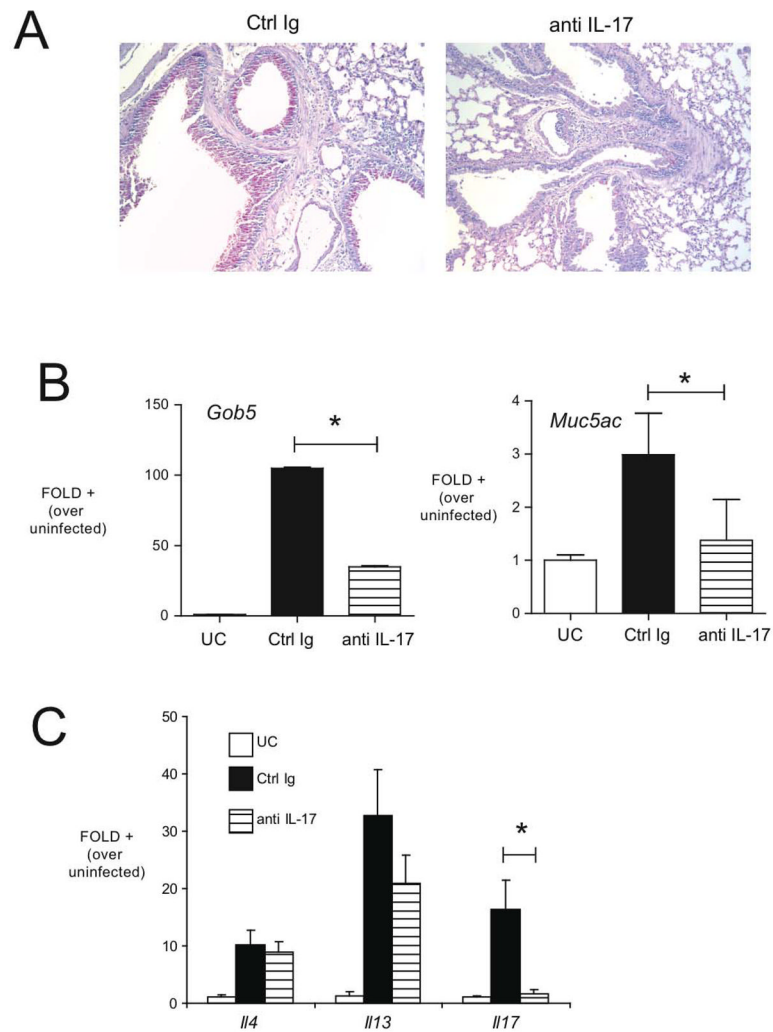 A
Ctrl Ig
anti IL-17
B
150
100
50
0
FOLD +
(over
uninfected)
Gob5
*
UC
Ctrl Ig
anti IL-17
4
3
2
1
0
FOLD +
(over
uninfected)
Muc5ac
*
UC
Ctrl Ig
anti IL-17
C
50
40
30
20
10
0
FOLD +
(over
uninfected)
UC
Ctrl Ig
anti IL-17
*
Il4
Il13
Il17